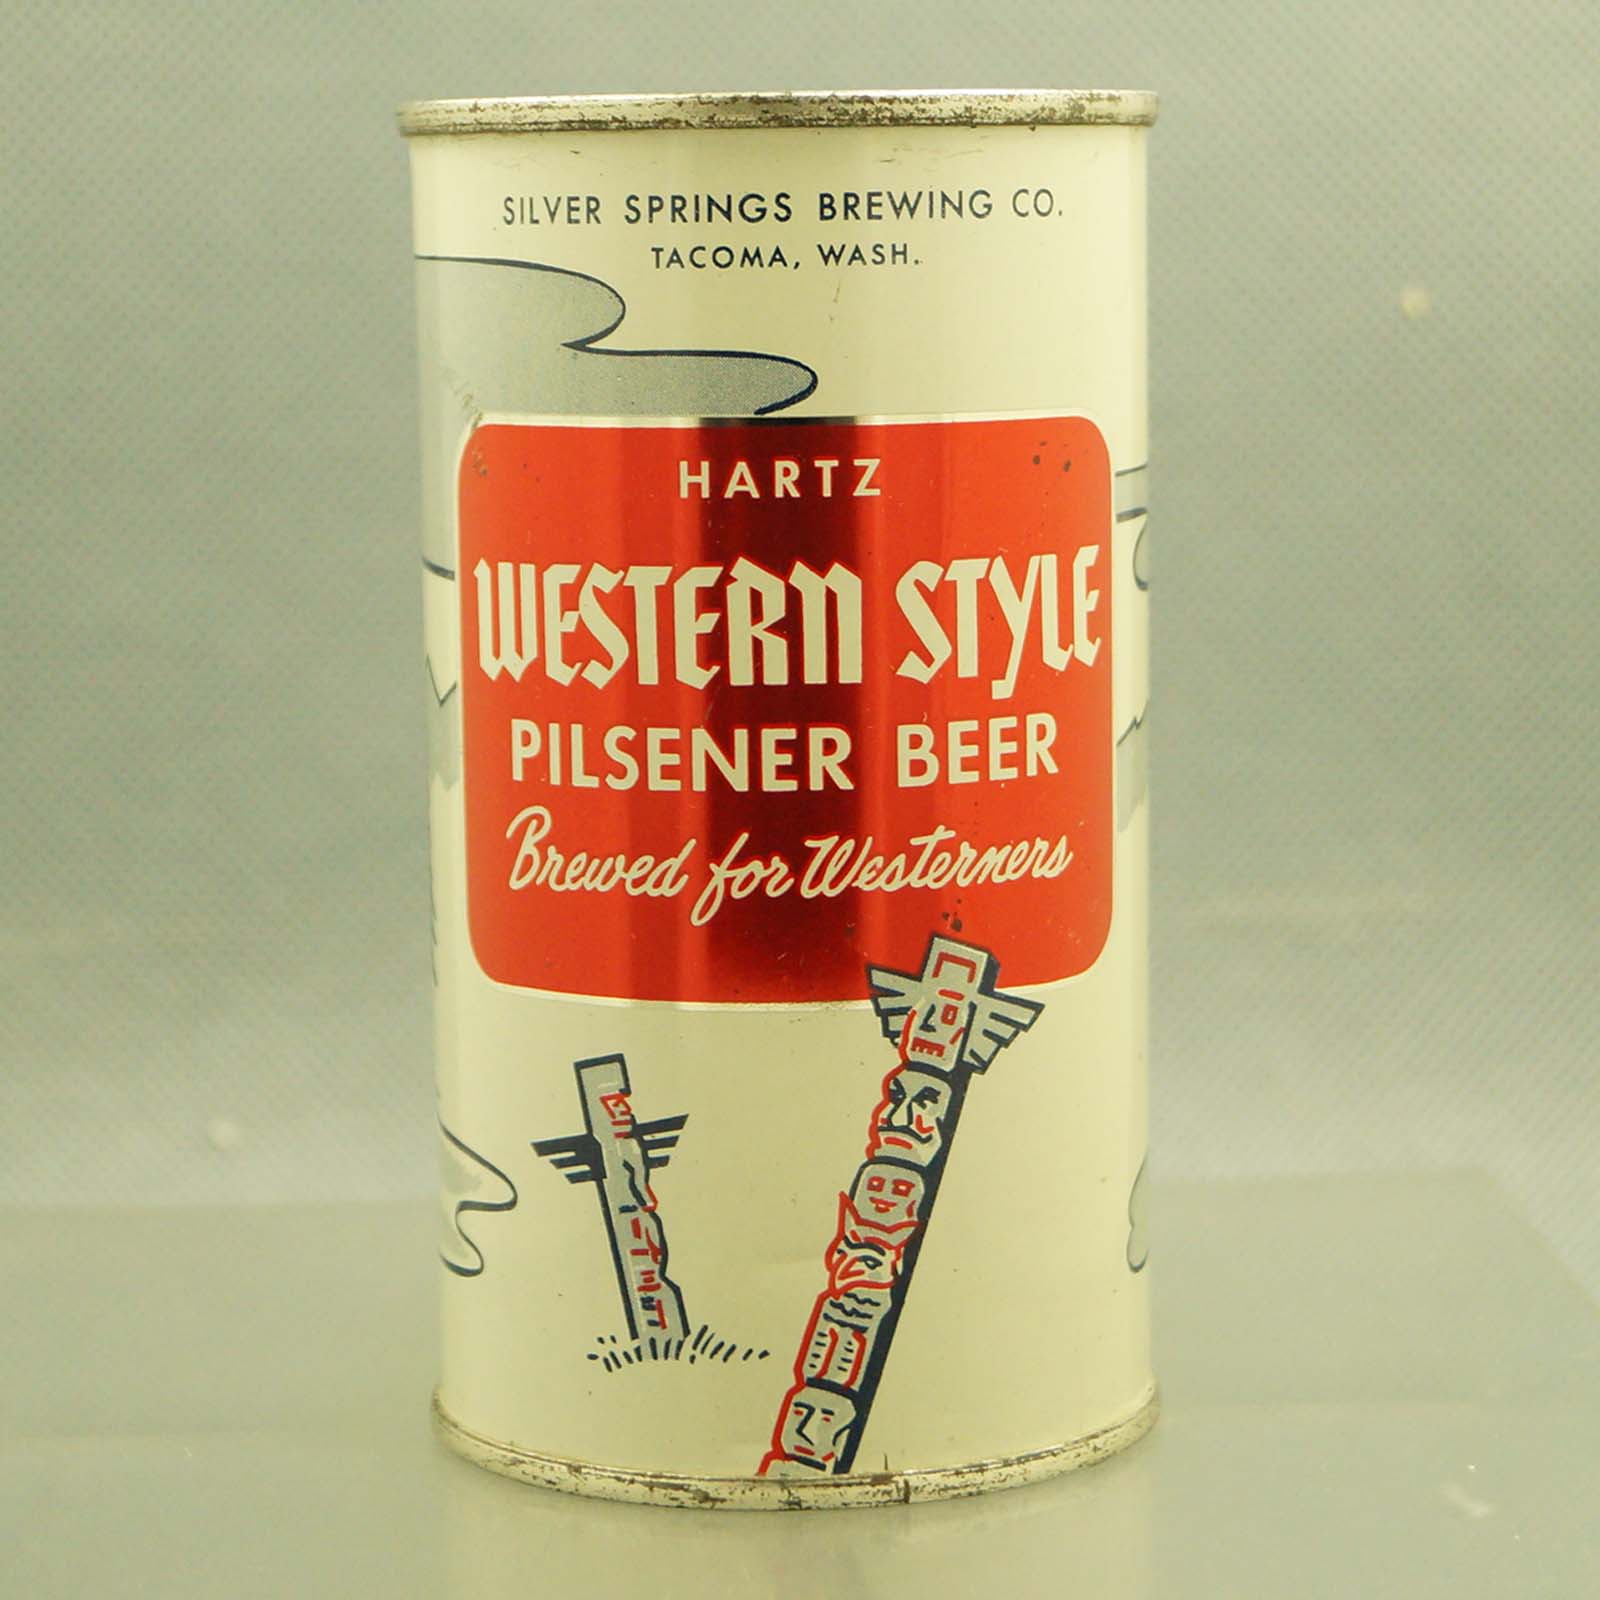 SILVER SPRINGS BREWING CO.
TACOMA, WASH.
HARTZ
WESTERN STYLE
PILSENER BEER
Brewed for Westerners